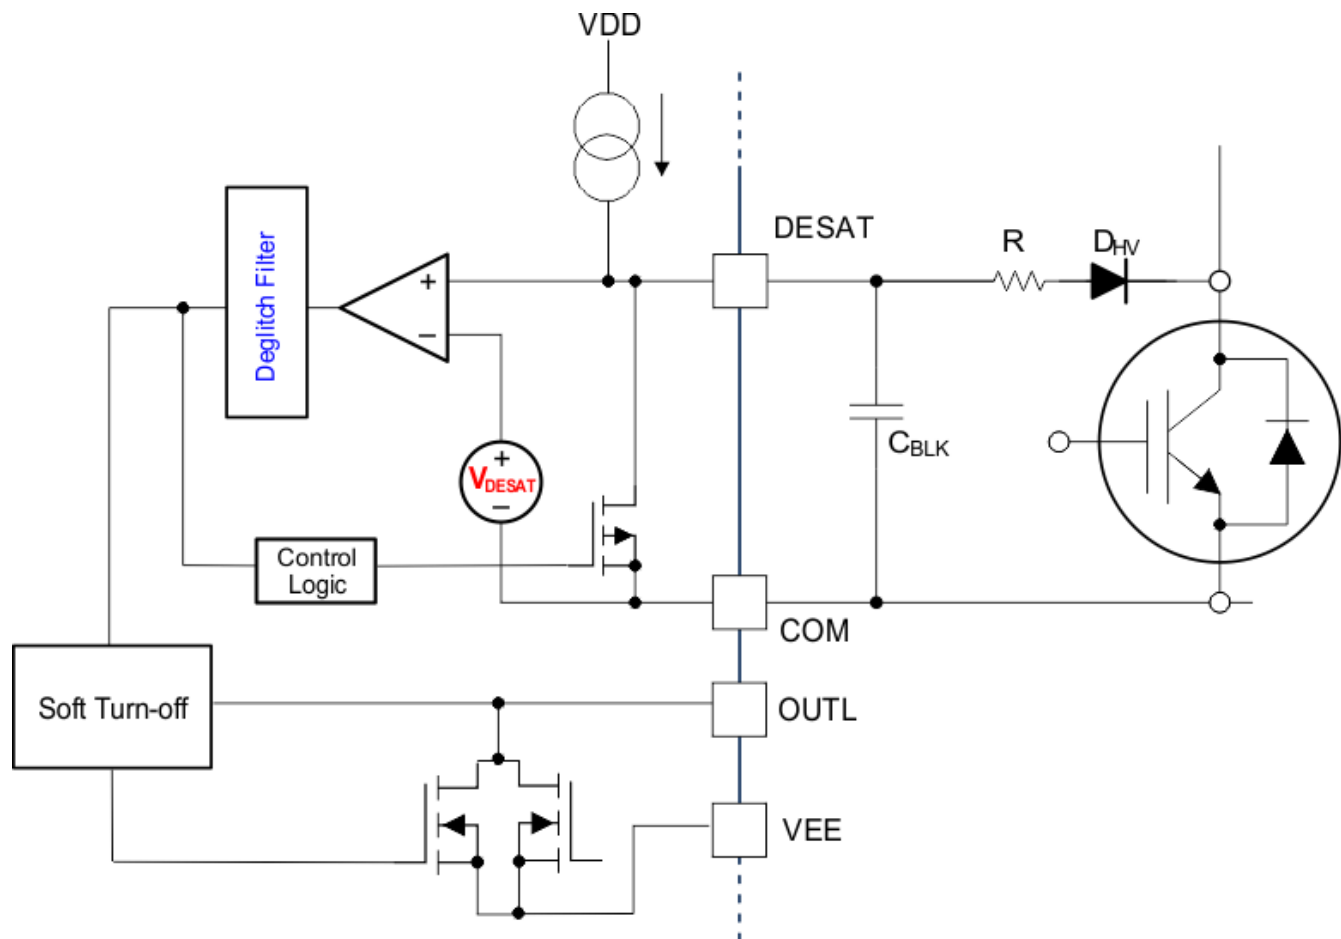 VDD
DESAT
R
DHV
Deglitch Filter
+
−
+
VDESAT
−
CBLK
Control
Logic
COM
Soft Turn-off
OUTL
VEE